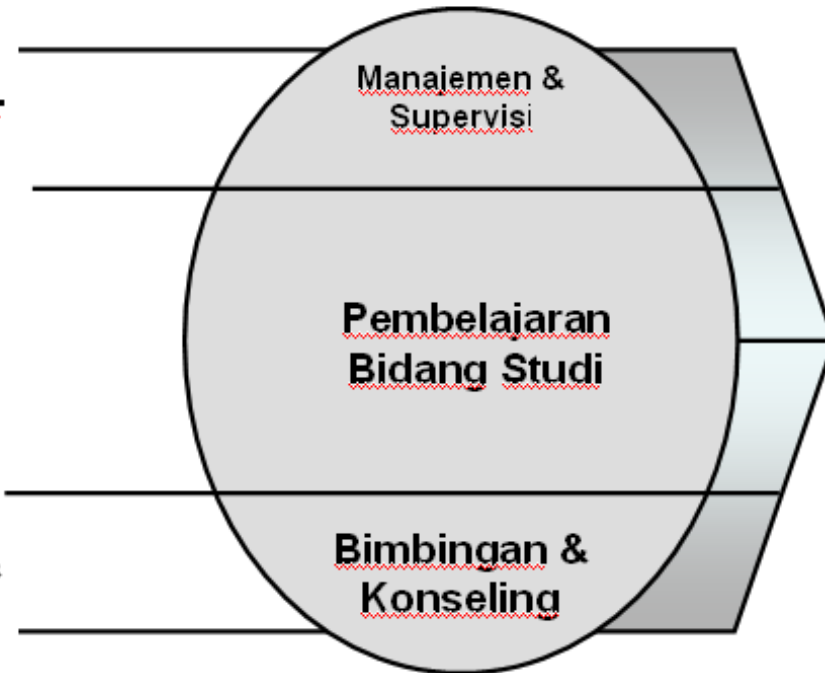 Manajemen &
Supervisi
Pembelajaran
Bidang Studi
Bimbingan &
Konseling